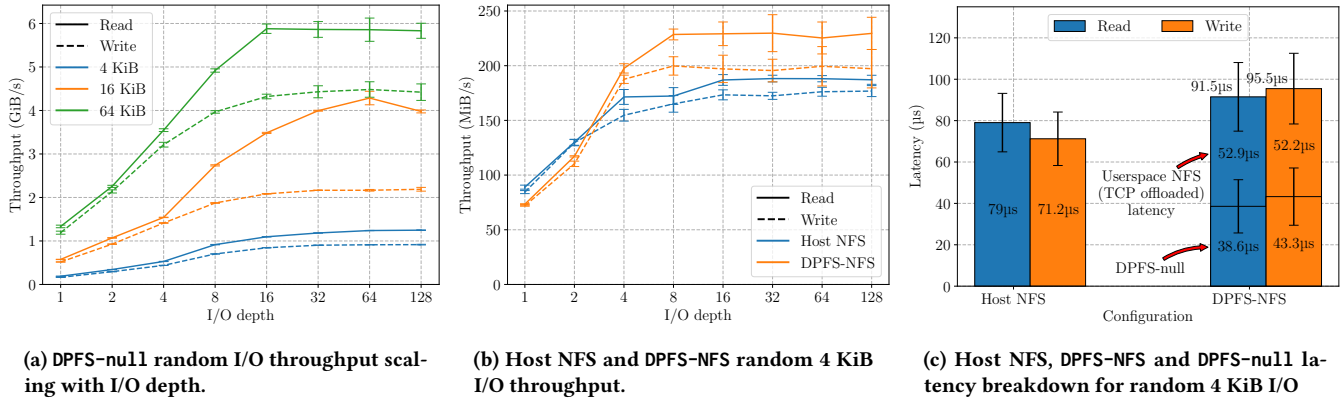 Throughput (GiB/s)
6
5
4
3
2
1
0
Read
Write
4 KiB
16 KiB
64 KiB
1 2 4 8 16 32 64 128
I/O depth
(a) DPFS-null random I/O throughput scal-
ing with I/O depth.
Throughput (MiB/s)
250
200
150
100
50
0
Read
Write
Host NFS
DPFS-NFS
1 2 4 8 16 32 64 128
I/O depth
(b) Host NFS and DPFS-NFS random 4 KiB
I/O throughput.
Latency (µs)
120
100
80
60
40
20
0
Read Write
91.5µs 95.5µs
52.9µs 52.2µs
Userspace NFS
(TCP offloaded)
latency
79µs 71.2µs
38.6µs 43.3µs
DPFS-null
Host NFS DPFS-NFS
Configuration
(c) Host NFS, DPFS-NFS and DPFS-null la-
tency breakdown for random 4 KiB I/O